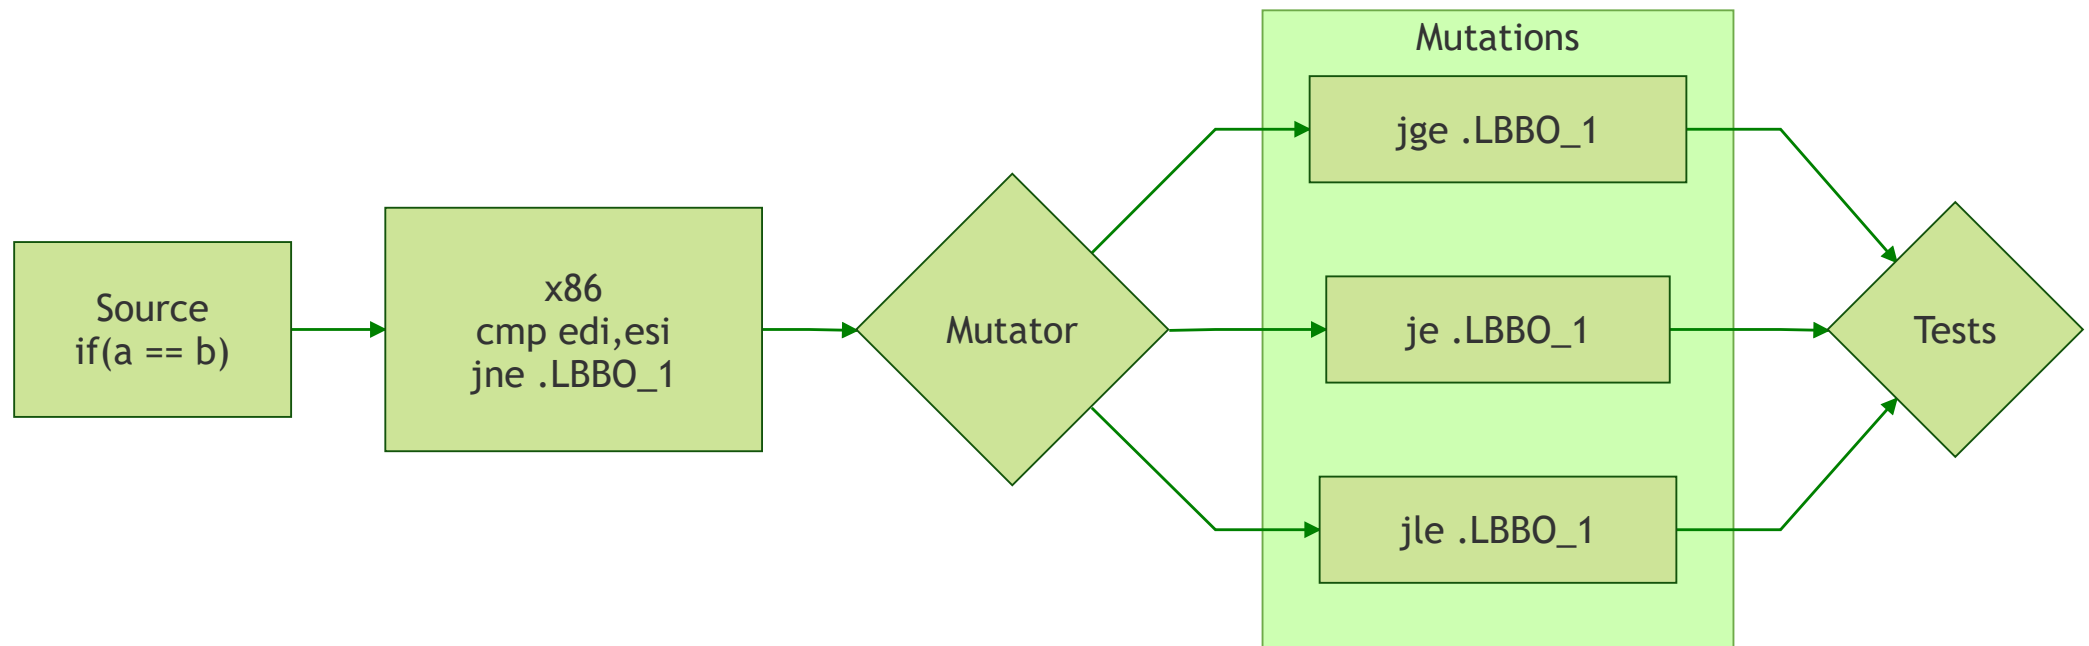 Source
if(a == b)
x86
cmp edi,esi
jne .LBBO_1
Mutator
Mutations
jge .LBBO_1
je .LBBO_1
jle .LBBO_1
Tests